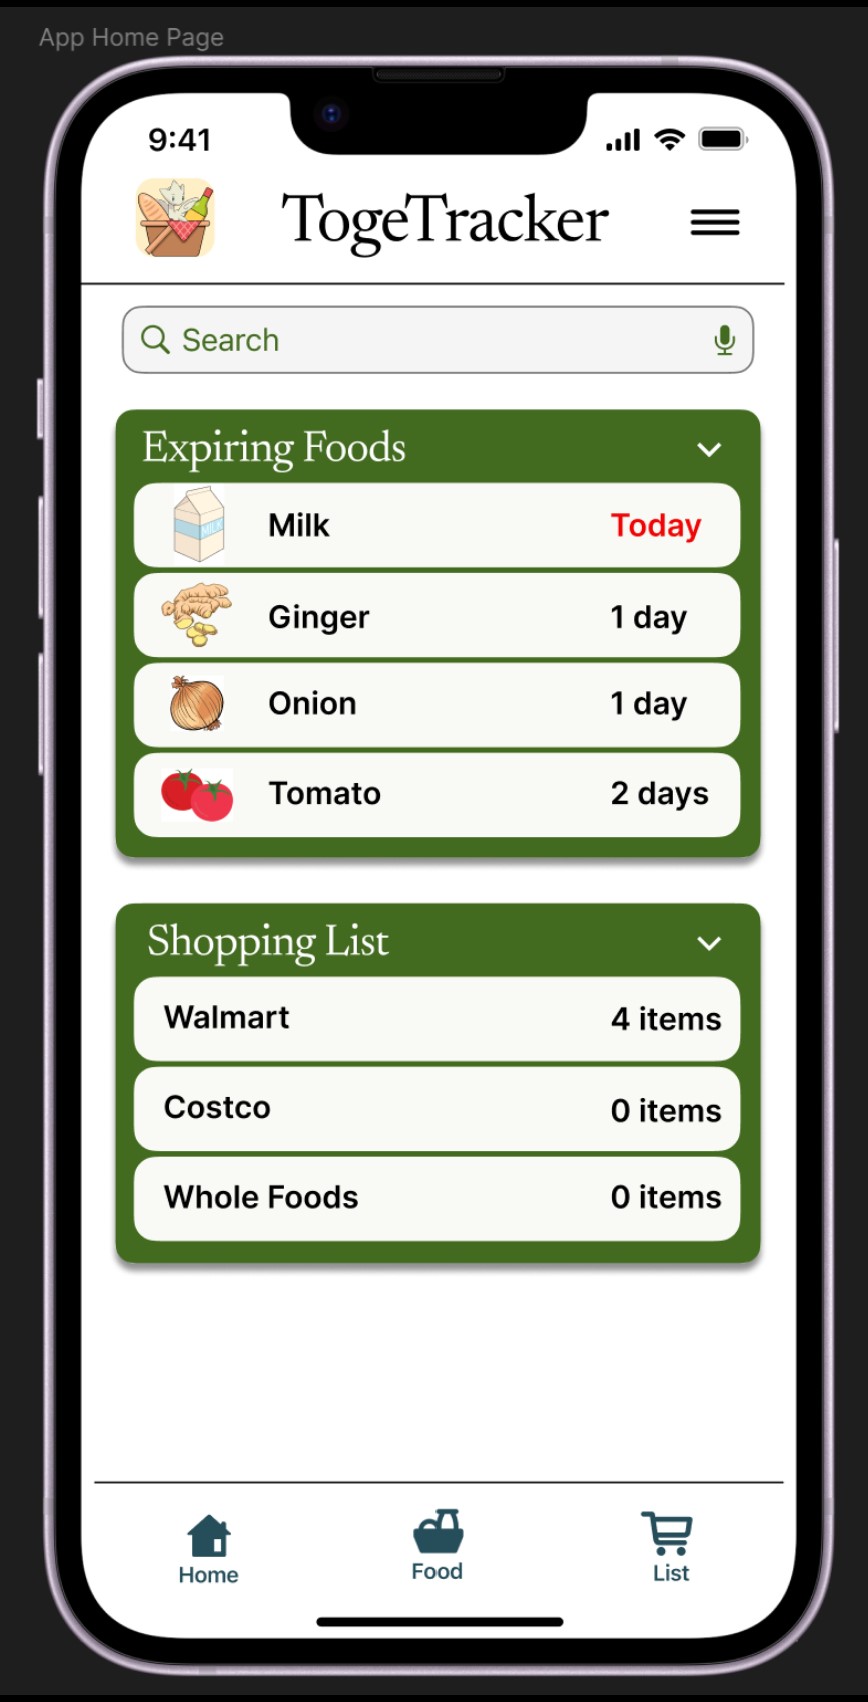 App Home Page
9:41
TogeTracker
Search
Expiring Foods
MILK
Milk Today
Ginger 1 day
Onion 1 day
Tomato 2 days
Shopping List
Walmart 4 items
Costco 0 items
Whole Foods 0 items
Home Food List